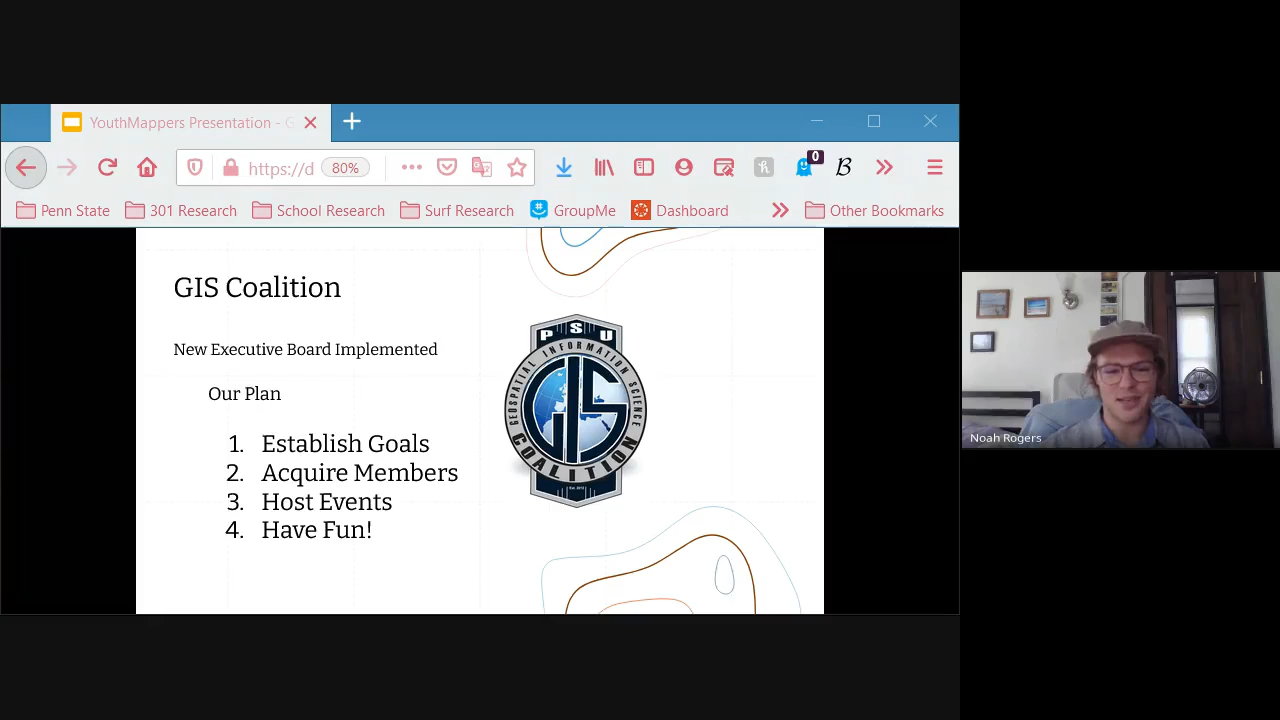 YouthMappers Presentation - G
https://d
80%
0
Penn State
301 Research
School Research
Surf Research
GroupMe
Dashboard
Other Bookmarks
GIS Coalition
New Executive Board Implemented
Our Plan
1. Establish Goals
2. Acquire Members
3. Host Events
4. Have Fun!
PSU
GEOSPATIAL INFORMATION SCIENCE
GIS
COALITION
Noah Rogers